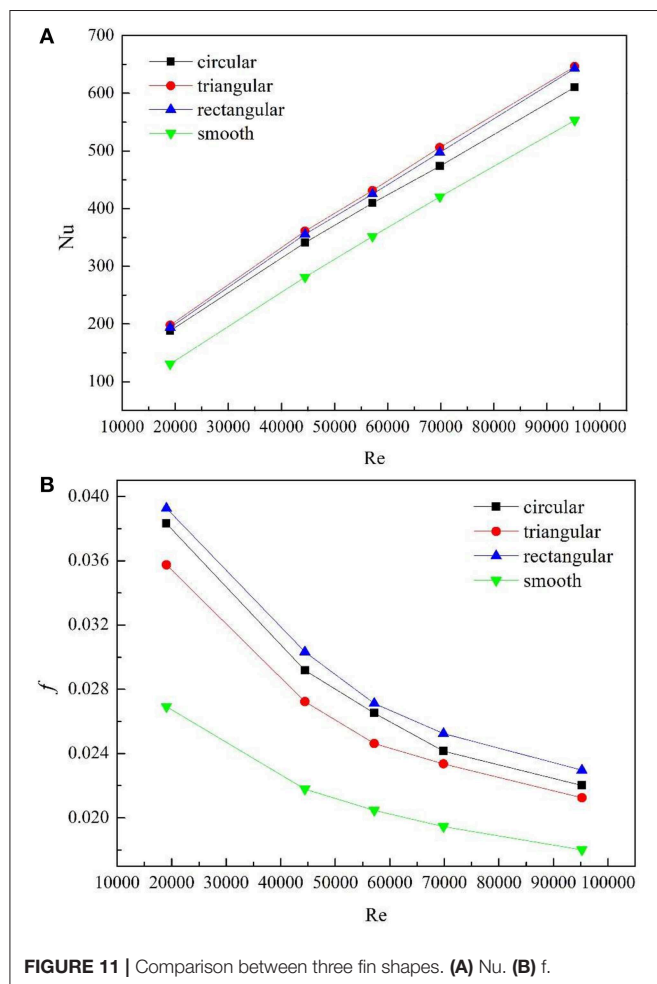 A
700
600
500
400
300
200
100
Nu
circular
triangular
rectangular
smooth
10000 20000 30000 40000 50000 60000 70000 80000 90000 100000
Re
B
0.040
0.036
0.032
0.028
0.024
0.020
f
circular
triangular
rectangular
smooth
10000 20000 30000 40000 50000 60000 70000 80000 90000 100000
Re
FIGURE 11 | Comparison between three fin shapes. (A) Nu. (B) f.